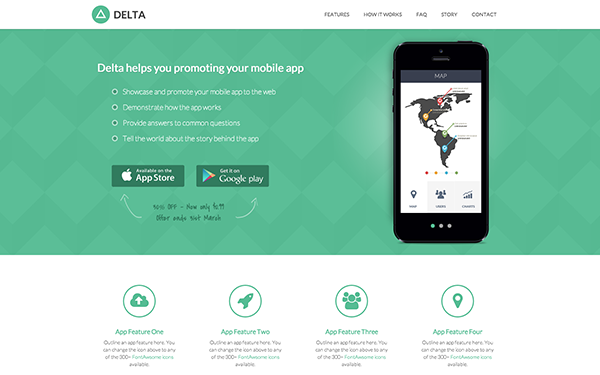 DELTA
FEATURES HOW IT WORKS FAQ STORY CONTACT
Delta helps you promoting your mobile app
Showcase and promote your mobile app to the web
Demonstrate how the app works
Provide answers to common questions
Tell the world about the story behind the app
Available on the
App Store
Get it on
Google play
50% OFF - Now only $0.99
Offer ends 31st March
MAP
MAP USERS CHARTS
App Feature One
Outline an app feature here. You
can change the icon above to any
of the 300+ FontAwesome icons
available.
App Feature Two
Outline an app feature here. You
can change the icon above to any
of the 300+ FontAwesome icons
available.
App Feature Three
Outline an app feature here. You
can change the icon above to any
of the 300+ FontAwesome icons
available.
App Feature Four
Outline an app feature here. You
can change the icon above to any
of the 300+ FontAwesome icons
available.